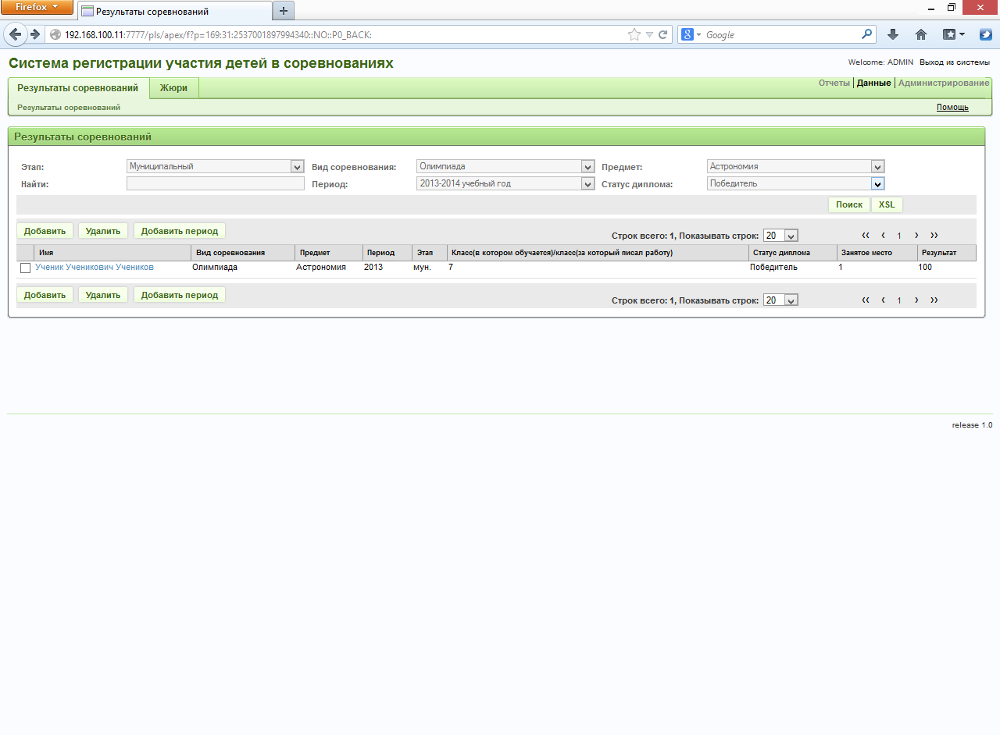 Firefox
Результаты соревнований
192.168.100.11:7777/pls/apex/f?p=169:31:2537001897994340::NO::P0_BACK:
8
Google
Система регистрации участия детей в соревнованиях
Welcome: ADMIN Выход из системы
Результаты соревнований Жюри
Отчеты Данные Администрирование
Результаты соревнований
Помощь
Результаты соревнований
Этап: Муниципальный Вид соревнования: Олимпиада Предмет: Астрономия
Найти: Период: 2013-2014 учебный год Статус диплома: Победитель
Поиск XSL
Добавить Удалить Добавить период Строк всего: 1, Показывать строк: 20 << < 1 > >>
Имя Вид соревнования Предмет Период Этап Класс(в котором обучается)/класс(за который писал работу) Статус диплома Занятое место Результат
Ученик Ученикович Учеников Олимпиада Астрономия 2013 мун. 7 Победитель 1 100
Добавить Удалить Добавить период Строк всего: 1, Показывать строк: 20 << < 1 > >>
release 1.0